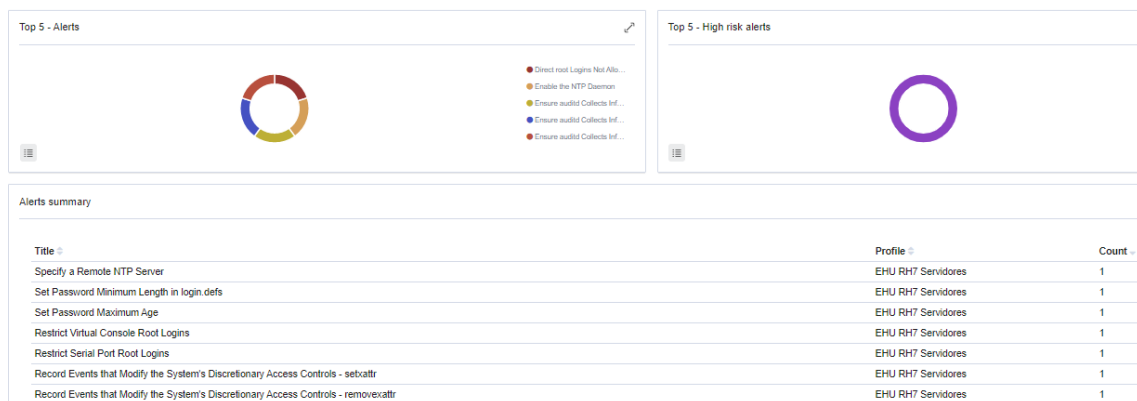 Top 5 - Alerts
Direct root Logins Not Allo...
Enable the NTP Daemon
Ensure auditd Collects Inf...
Ensure auditd Collects Inf...
Ensure auditd Collects Inf...
Top 5 - High risk alerts
Alerts summary
Title Profile Count
Specify a Remote NTP Server EHU RH7 Servidores 1
Set Password Minimum Length in login.defs EHU RH7 Servidores 1
Set Password Maximum Age EHU RH7 Servidores 1
Restrict Virtual Console Root Logins EHU RH7 Servidores 1
Restrict Serial Port Root Logins EHU RH7 Servidores 1
Record Events that Modify the System's Discretionary Access Controls - setxattr EHU RH7 Servidores 1
Record Events that Modify the System's Discretionary Access Controls - removexattr EHU RH7 Servidores 1